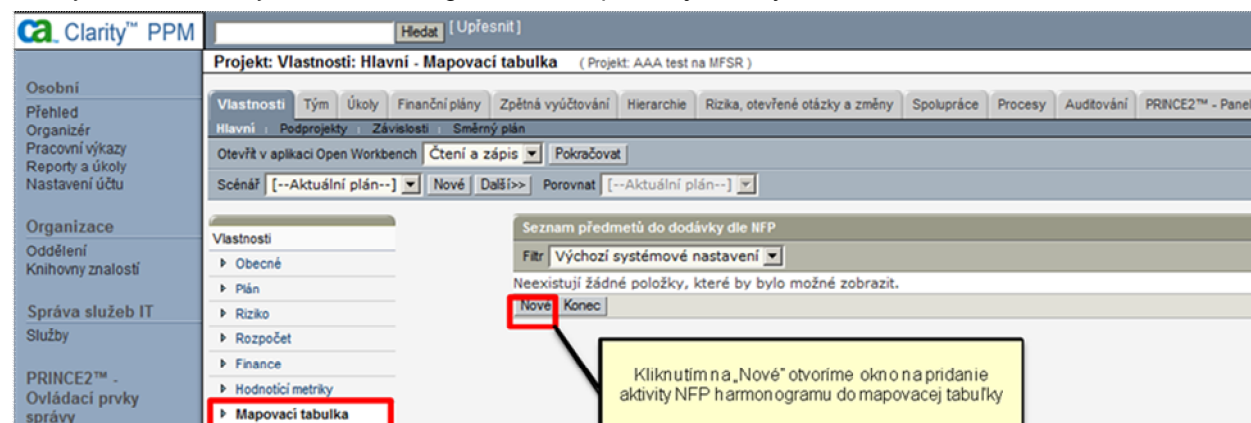 ca Clarity™ PPM
Hledat [ Upřesnit ]
Projekt: Vlastnosti: Hlavní - Mapovací tabulka ( Projekt: AAA test na MFSR )
Osobní
Přehled
Organizér
Pracovní výkazy
Reporty a úkoly
Nastavení účtu
Organizace
Oddělení
Knihovny znalostí
Správa služeb IT
Služby
PRINCE2™ -
Ovládací prvky
správy
Vlastnosti Tým Úkoly Finanční plány Zpětná vyúčtování Hierarchie Rizika, otevřené otázky a změny Spolupráce Procesy Auditování PRINCE2™ - Panel
Hlavní Podprojekty Závislosti Směrný plán
Otevřít v aplikaci Open Workbench Čtení a zápis Pokračovat
Scénář [--Aktuální plán--] Nové Další>> Porovnat [--Aktuální plán--]
Vlastnosti
Obecné
Plán
Riziko
Rozpočet
Finance
Hodnotící metriky
Mapovací tabulka
Seznam předmetů do dodávky dle NFP
Filtr Výchozí systémové nastavení
Neexistují žádné položky, které by bylo možné zobrazit.
Nové Konec
Kliknutím na „Nové" otvoríme okno na pridanie
aktivity NFP harmonogramu do mapovacej tabuľky